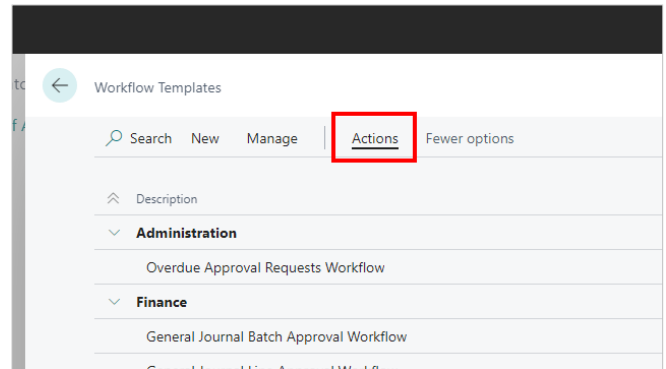 Workflow Templates
Search New Manage Actions Fewer options
Description
Administration
Overdue Approval Requests Workflow
Finance
General Journal Batch Approval Workflow